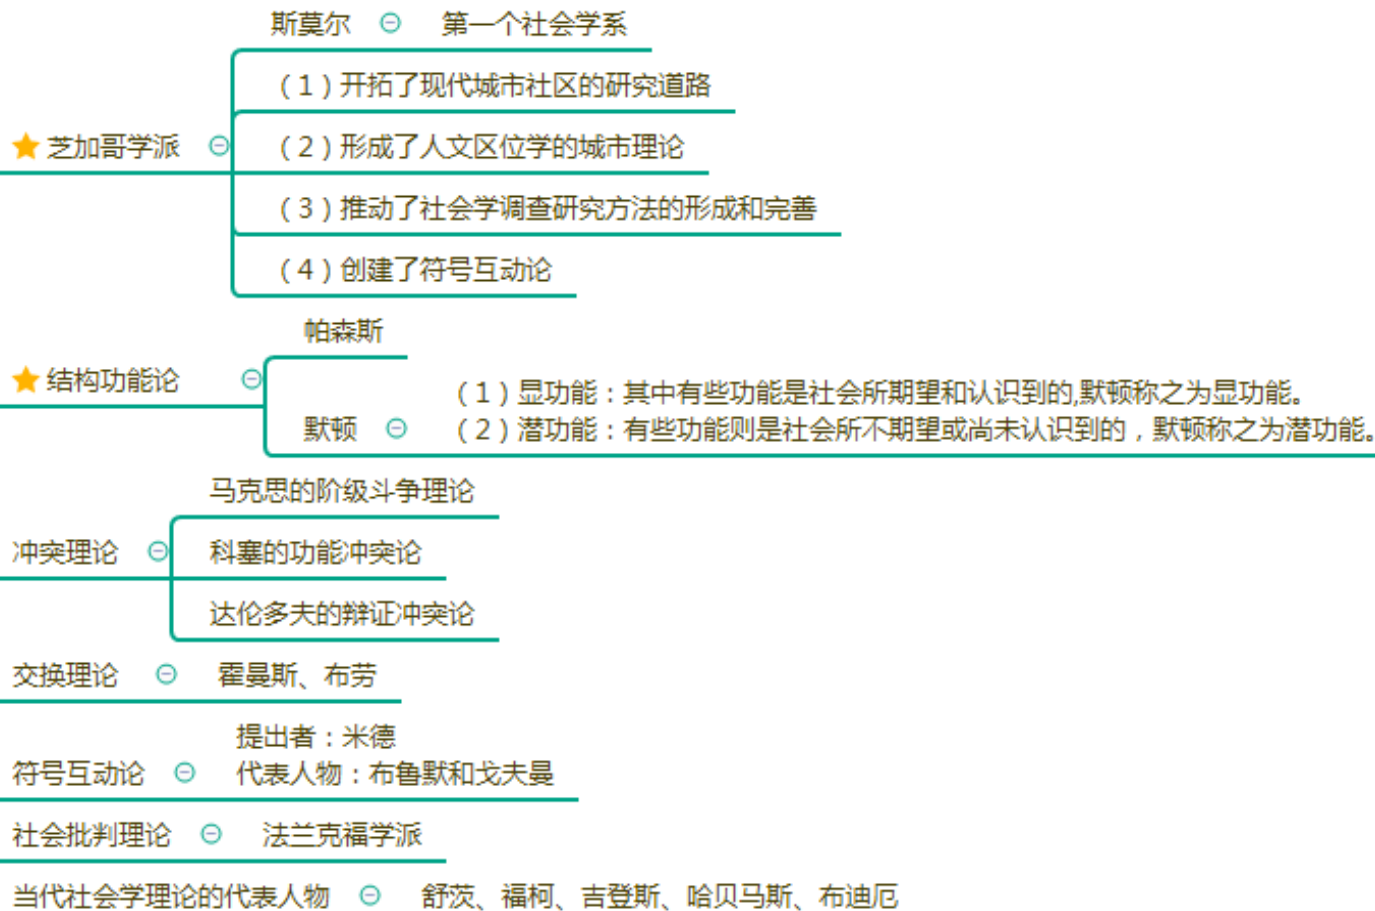 斯莫尔 第一个社会学系
（1）开拓了现代城市社区的研究道路
芝加哥学派
（2）形成了人文区位学的城市理论
（3）推动了社会学调查研究方法的形成和完善
（4）创建了符号互动论
帕森斯
结构功能论
（1）显功能：其中有些功能是社会所期望和认识到的,默顿称之为显功能。
默顿
（2）潜功能：有些功能则是社会所不期望或尚未认识到的，默顿称之为潜功能。
马克思的阶级斗争理论
冲突理论
科塞的功能冲突论
达伦多夫的辩证冲突论
交换理论 霍曼斯、布劳
提出者：米德
符号互动论 代表人物：布鲁默和戈夫曼
社会批判理论 法兰克福学派
当代社会学理论的代表人物 舒茨、福柯、吉登斯、哈贝马斯、布迪厄